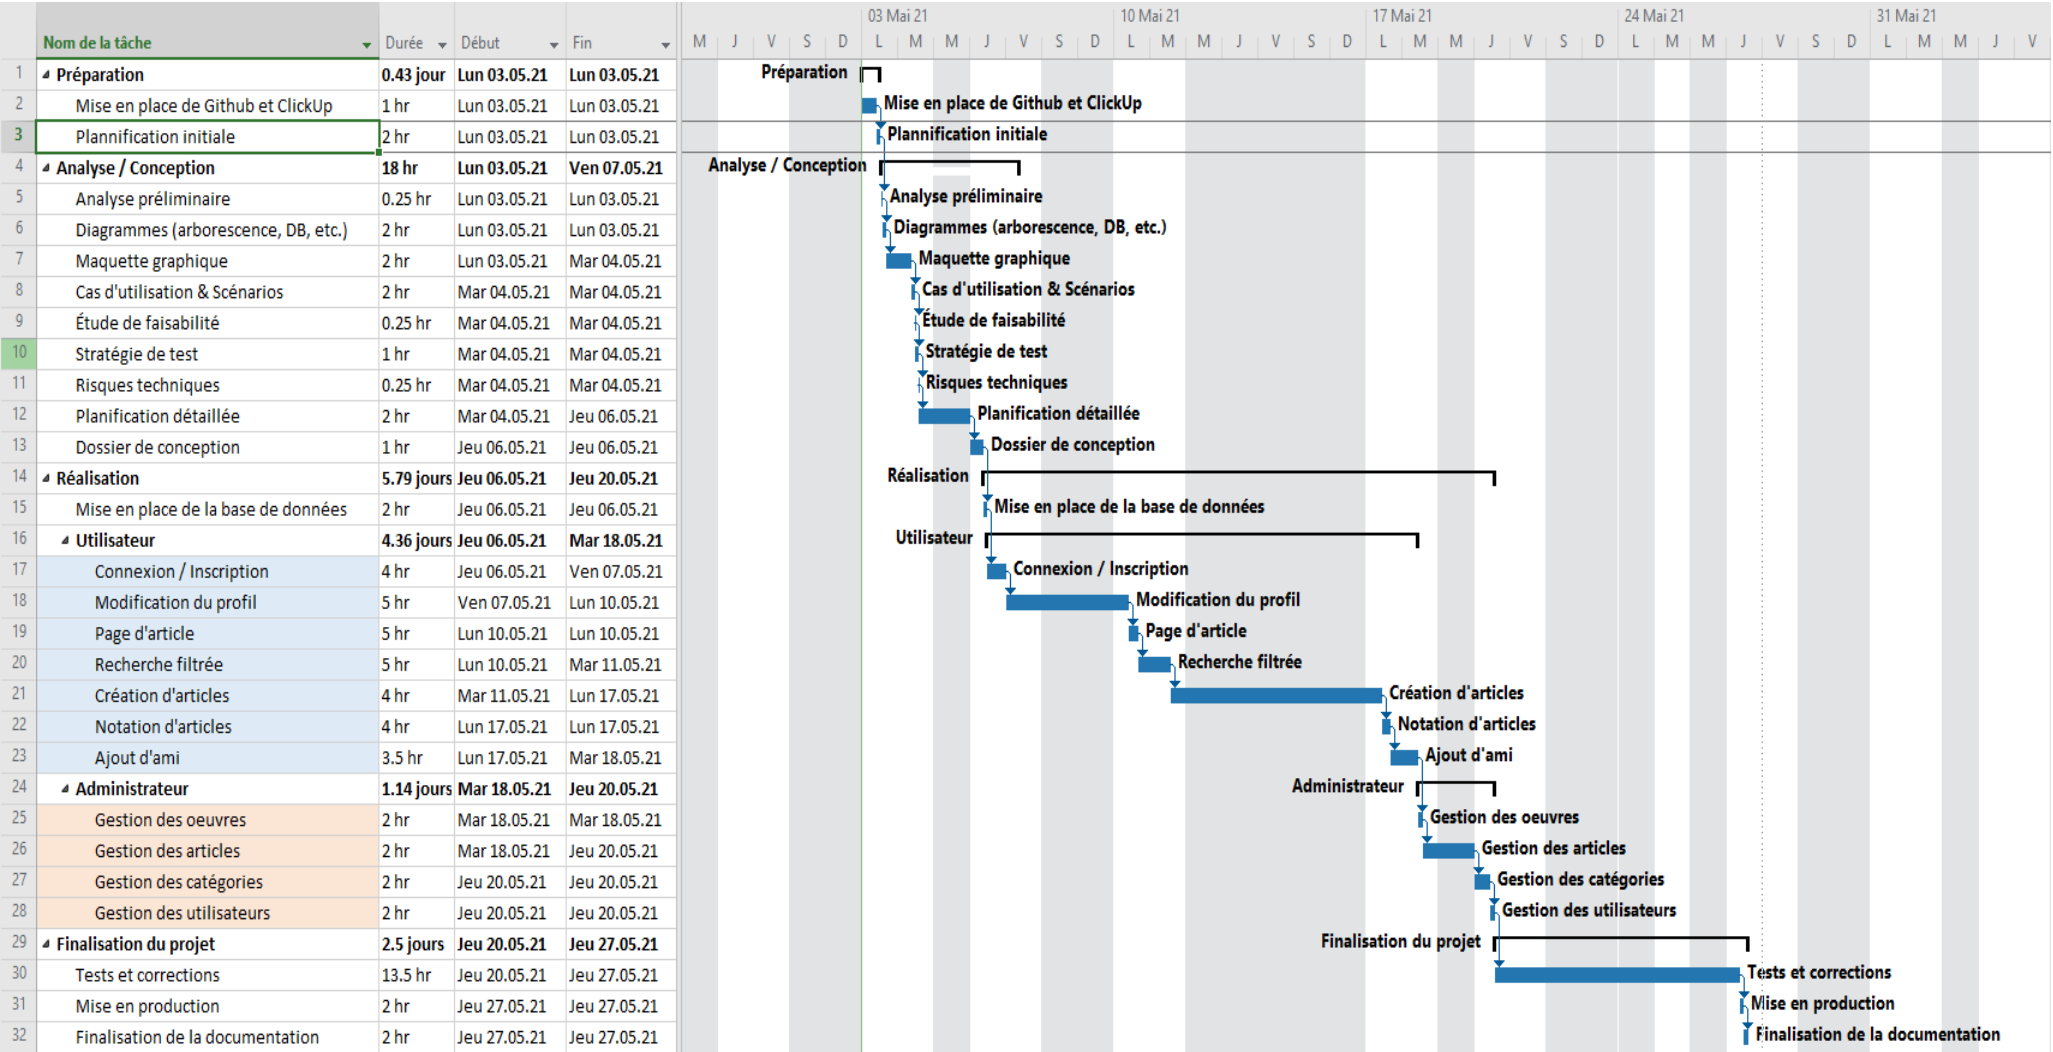 03 Mai 21 10 Mai 21 17 Mai 21 24 Mai 21 31 Mai 21
Nom de la tâche Durée Début Fin M J V S D L M M J V S D L M M J V S D L M M J V S D L M M J V S D L M M J V
1 Préparation 0.43 jour Lun 03.05.21 Lun 03.05.21 Préparation
2 Mise en place de Github et ClickUp 1 hr Lun 03.05.21 Lun 03.05.21 Mise en place de Github et ClickUp
3 Plannification initiale 2 hr Lun 03.05.21 Lun 03.05.21 Plannification initiale
4 Analyse / Conception 18 hr Lun 03.05.21 Ven 07.05.21 Analyse / Conception
5 Analyse préliminaire 0.25 hr Lun 03.05.21 Lun 03.05.21 Analyse préliminaire
6 Diagrammes (arborescence, DB, etc.) 2 hr Lun 03.05.21 Lun 03.05.21 Diagrammes (arborescence, DB, etc.)
7 Maquette graphique 2 hr Lun 03.05.21 Mar 04.05.21 Maquette graphique
8 Cas d'utilisation & Scénarios 2 hr Mar 04.05.21 Mar 04.05.21 Cas d'utilisation & Scénarios
9 Étude de faisabilité 0.25 hr Mar 04.05.21 Mar 04.05.21 Étude de faisabilité
10 Stratégie de test 1 hr Mar 04.05.21 Mar 04.05.21 Stratégie de test
11 Risques techniques 0.25 hr Mar 04.05.21 Mar 04.05.21 Risques techniques
12 Planification détaillée 2 hr Mar 04.05.21 Jeu 06.05.21 Planification détaillée
13 Dossier de conception 1 hr Jeu 06.05.21 Jeu 06.05.21 Dossier de conception
14 Réalisation 5.79 jours Jeu 06.05.21 Jeu 20.05.21 Réalisation
15 Mise en place de la base de données 2 hr Jeu 06.05.21 Jeu 06.05.21 Mise en place de la base de données
16 Utilisateur 4.36 jours Jeu 06.05.21 Mar 18.05.21 Utilisateur
17 Connexion / Inscription 4 hr Jeu 06.05.21 Ven 07.05.21 Connexion / Inscription
18 Modification du profil 5 hr Ven 07.05.21 Lun 10.05.21 Modification du profil
19 Page d'article 5 hr Lun 10.05.21 Lun 10.05.21 Page d'article
20 Recherche filtrée 5 hr Lun 10.05.21 Mar 11.05.21 Recherche filtrée
21 Création d'articles 4 hr Mar 11.05.21 Lun 17.05.21 Création d'articles
22 Notation d'articles 4 hr Lun 17.05.21 Lun 17.05.21 Notation d'articles
23 Ajout d'ami 3.5 hr Lun 17.05.21 Mar 18.05.21 Ajout d'ami
24 Administrateur 1.14 jours Mar 18.05.21 Jeu 20.05.21 Administrateur
25 Gestion des oeuvres 2 hr Mar 18.05.21 Mar 18.05.21 Gestion des oeuvres
26 Gestion des articles 2 hr Mar 18.05.21 Jeu 20.05.21 Gestion des articles
27 Gestion des catégories 2 hr Jeu 20.05.21 Jeu 20.05.21 Gestion des catégories
28 Gestion des utilisateurs 2 hr Jeu 20.05.21 Jeu 20.05.21 Gestion des utilisateurs
29 Finalisation du projet 2.5 jours Jeu 20.05.21 Jeu 27.05.21 Finalisation du projet
30 Tests et corrections 13.5 hr Jeu 20.05.21 Jeu 27.05.21 Tests et corrections
31 Mise en production 2 hr Jeu 27.05.21 Jeu 27.05.21 Mise en production
32 Finalisation de la documentation 2 hr Jeu 27.05.21 Jeu 27.05.21 Finalisation de la documentation